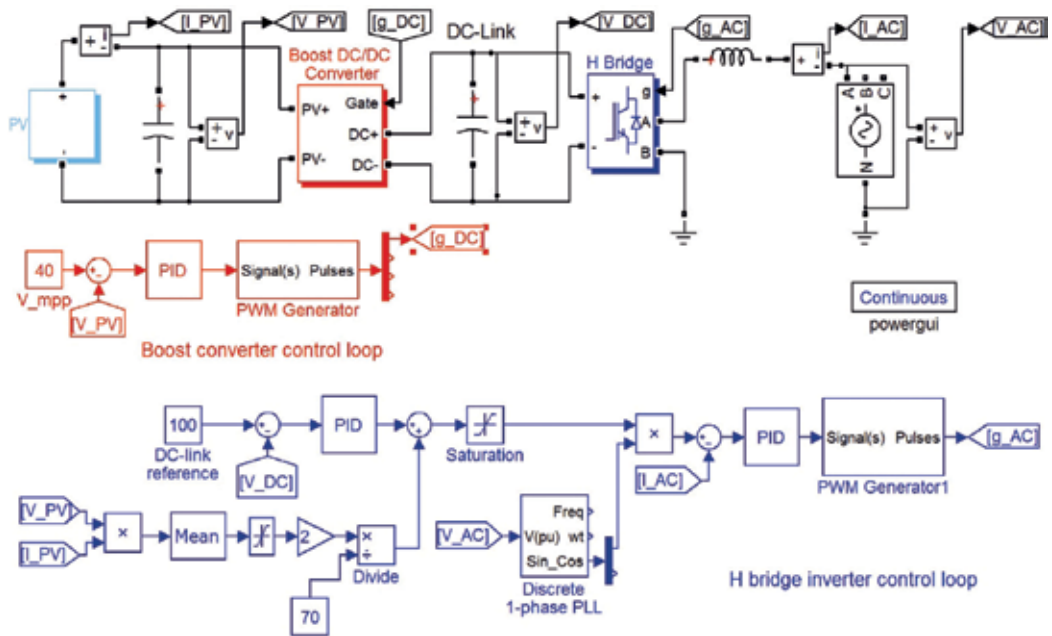 [I_PV]
[V_PV]
[g_DC]
[V_DC]
[g_AC]
[I_AC]
[V_AC]
DC-Link
Boost DC/DC
Converter
H Bridge
+ -
i
+
-
v
PV
+
-
PV+
PV-
Gate
DC+
DC-
+
-
v
+
-
g
A
B
+ -
i
A B C
N
+
-
v
40
V_mpp
[V_PV]
PID
Signal(s) Pulses
PWM Generator
[g_DC]
Boost converter control loop
Continuous
powergui
100
DC-link
reference
[V_DC]
PID
Saturation
×
[I_AC]
PID
Signal(s) Pulses
PWM Generator1
[g_AC]
[V_PV]
[I_PV]
×
Mean
2
×
÷
Divide
70
[V_AC]
Freq
V(pu) wt
Sin_Cos
Discrete
1-phase PLL
H bridge inverter control loop